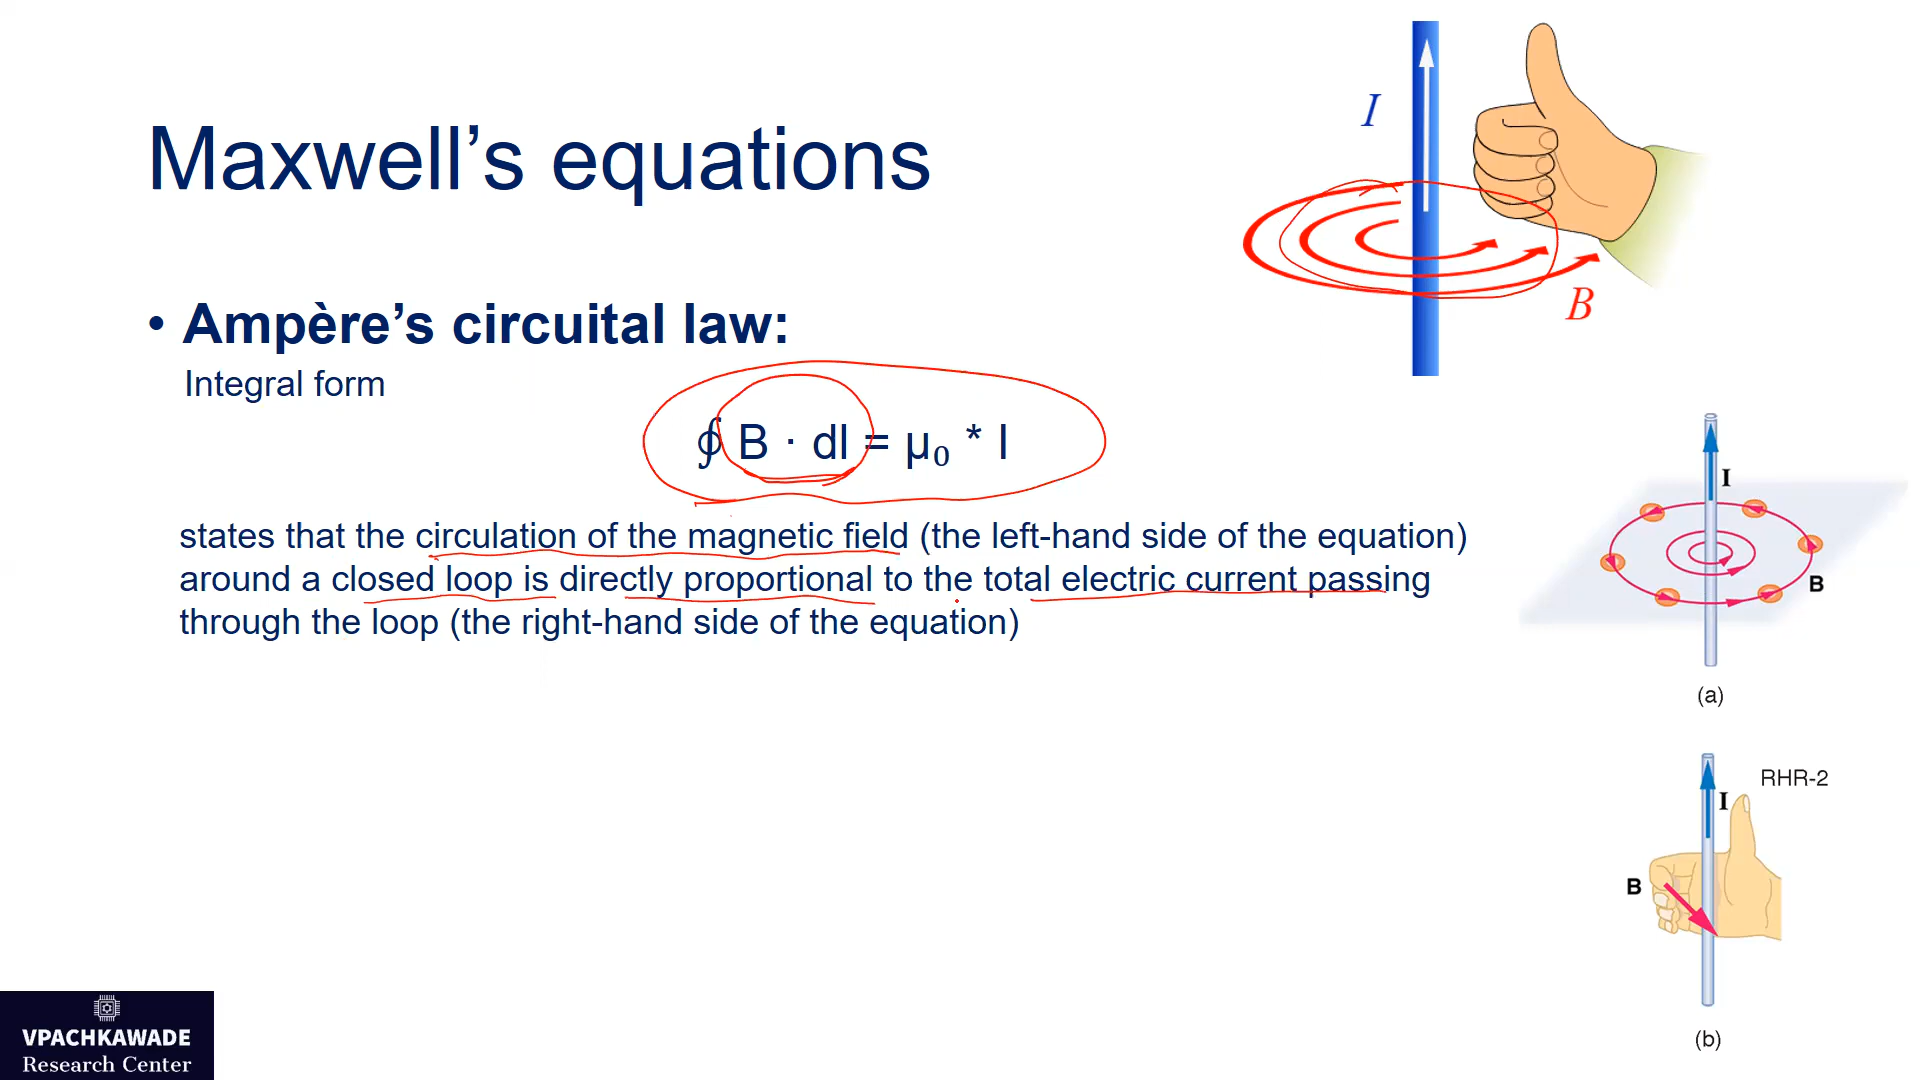 Maxwell’s equations
• Ampère’s circuital law:
Integral form
∮ B · dl = μ₀ * I
states that the circulation of the magnetic field (the left-hand side of the equation)
around a closed loop is directly proportional to the total electric current passing
through the loop (the right-hand side of the equation)
I
B
I
B
(a)
RHR-2
I
B
(b)
VPACHKAWADE
Research Center